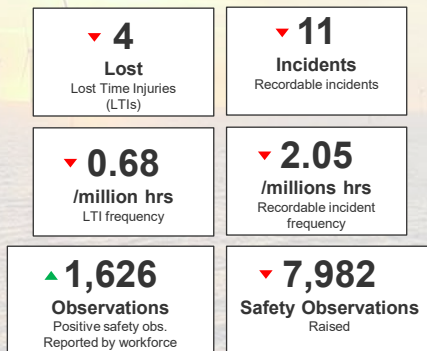 4
Lost
Lost Time Injuries
(LTIs)
11
Incidents
Recordable incidents
0.68
/million hrs
LTI frequency
2.05
/millions hrs
Recordable incident
frequency
1,626
Observations
Positive safety obs.
Reported by workforce
7,982
Safety Observations
Raised